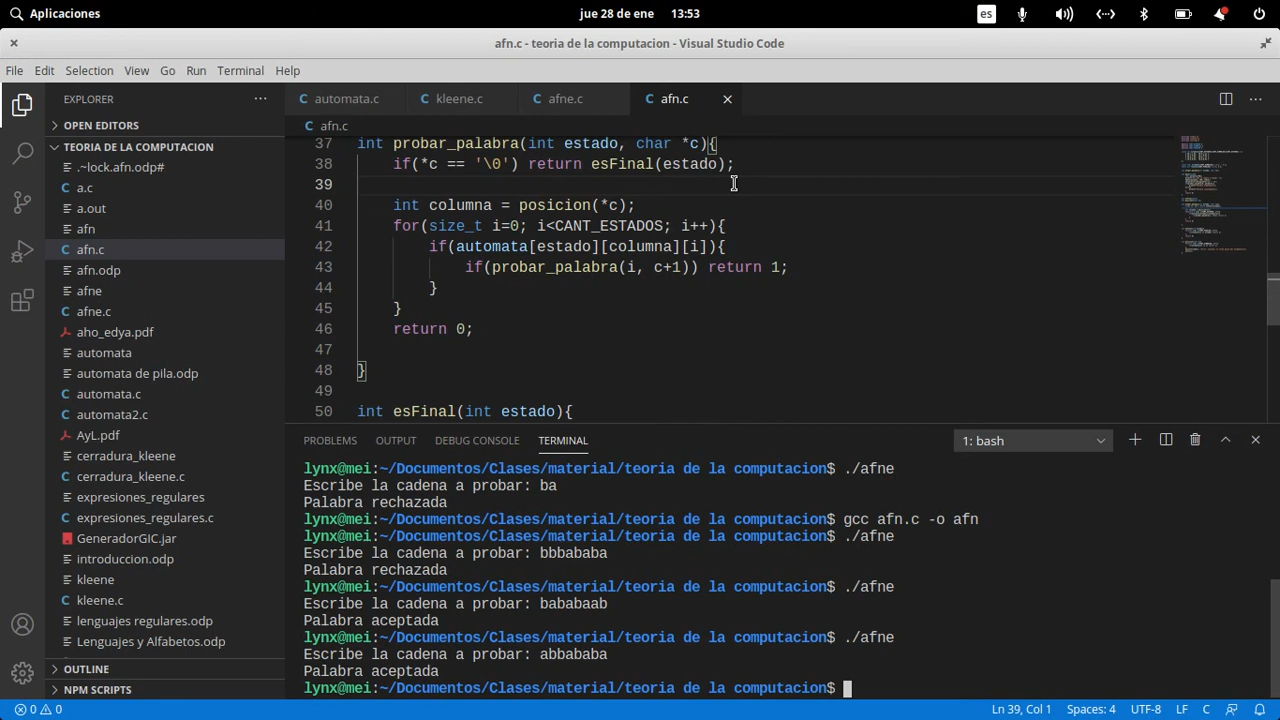 Aplicaciones
jue 28 de ene 13:53
es
afn.c - teoria de la computacion - Visual Studio Code
File Edit Selection View Go Run Terminal Help
EXPLORER
automata.c kleene.c afne.c afn.c
OPEN EDITORS
afn.c
TEORIA DE LA COMPUTACION
.~lock.afn.odp#
a.c
a.out
afn
afn.c
afn.odp
afne
afne.c
aho_edya.pdf
automata
automata de pila.odp
automata.c
automata2.c
AyL.pdf
cerradura_kleene
cerradura_kleene.c
expresiones_regulares
expresiones_regulares.c
GeneradorGIC.jar
introduccion.odp
kleene
kleene.c
lenguajes regulares.odp
Lenguajes y Alfabetos.odp
OUTLINE
NPM SCRIPTS
37 int probar_palabra(int estado, char *c){
38 if(*c == '\0') return esFinal(estado);
39
40 int columna = posicion(*c);
41 for(size_t i=0; i<CANT_ESTADOS; i++){
42 if(automata[estado][columna][i]){
43 if(probar_palabra(i, c+1)) return 1;
44 }
45 }
46 return 0;
47
48 }
49
50 int esFinal(int estado){
PROBLEMS OUTPUT DEBUG CONSOLE TERMINAL
1: bash
lynx@mei:~/Documentos/Clases/material/teoria de la computacion$ ./afne
Escribe la cadena a probar: ba
Palabra rechazada
lynx@mei:~/Documentos/Clases/material/teoria de la computacion$ gcc afn.c -o afn
lynx@mei:~/Documentos/Clases/material/teoria de la computacion$ ./afne
Escribe la cadena a probar: bbbababa
Palabra rechazada
lynx@mei:~/Documentos/Clases/material/teoria de la computacion$ ./afne
Escribe la cadena a probar: bababaab
Palabra aceptada
lynx@mei:~/Documentos/Clases/material/teoria de la computacion$ ./afne
Escribe la cadena a probar: abbababa
Palabra aceptada
lynx@mei:~/Documentos/Clases/material/teoria de la computacion$
0 0
Ln 39, Col 1 Spaces: 4 UTF-8 LF C